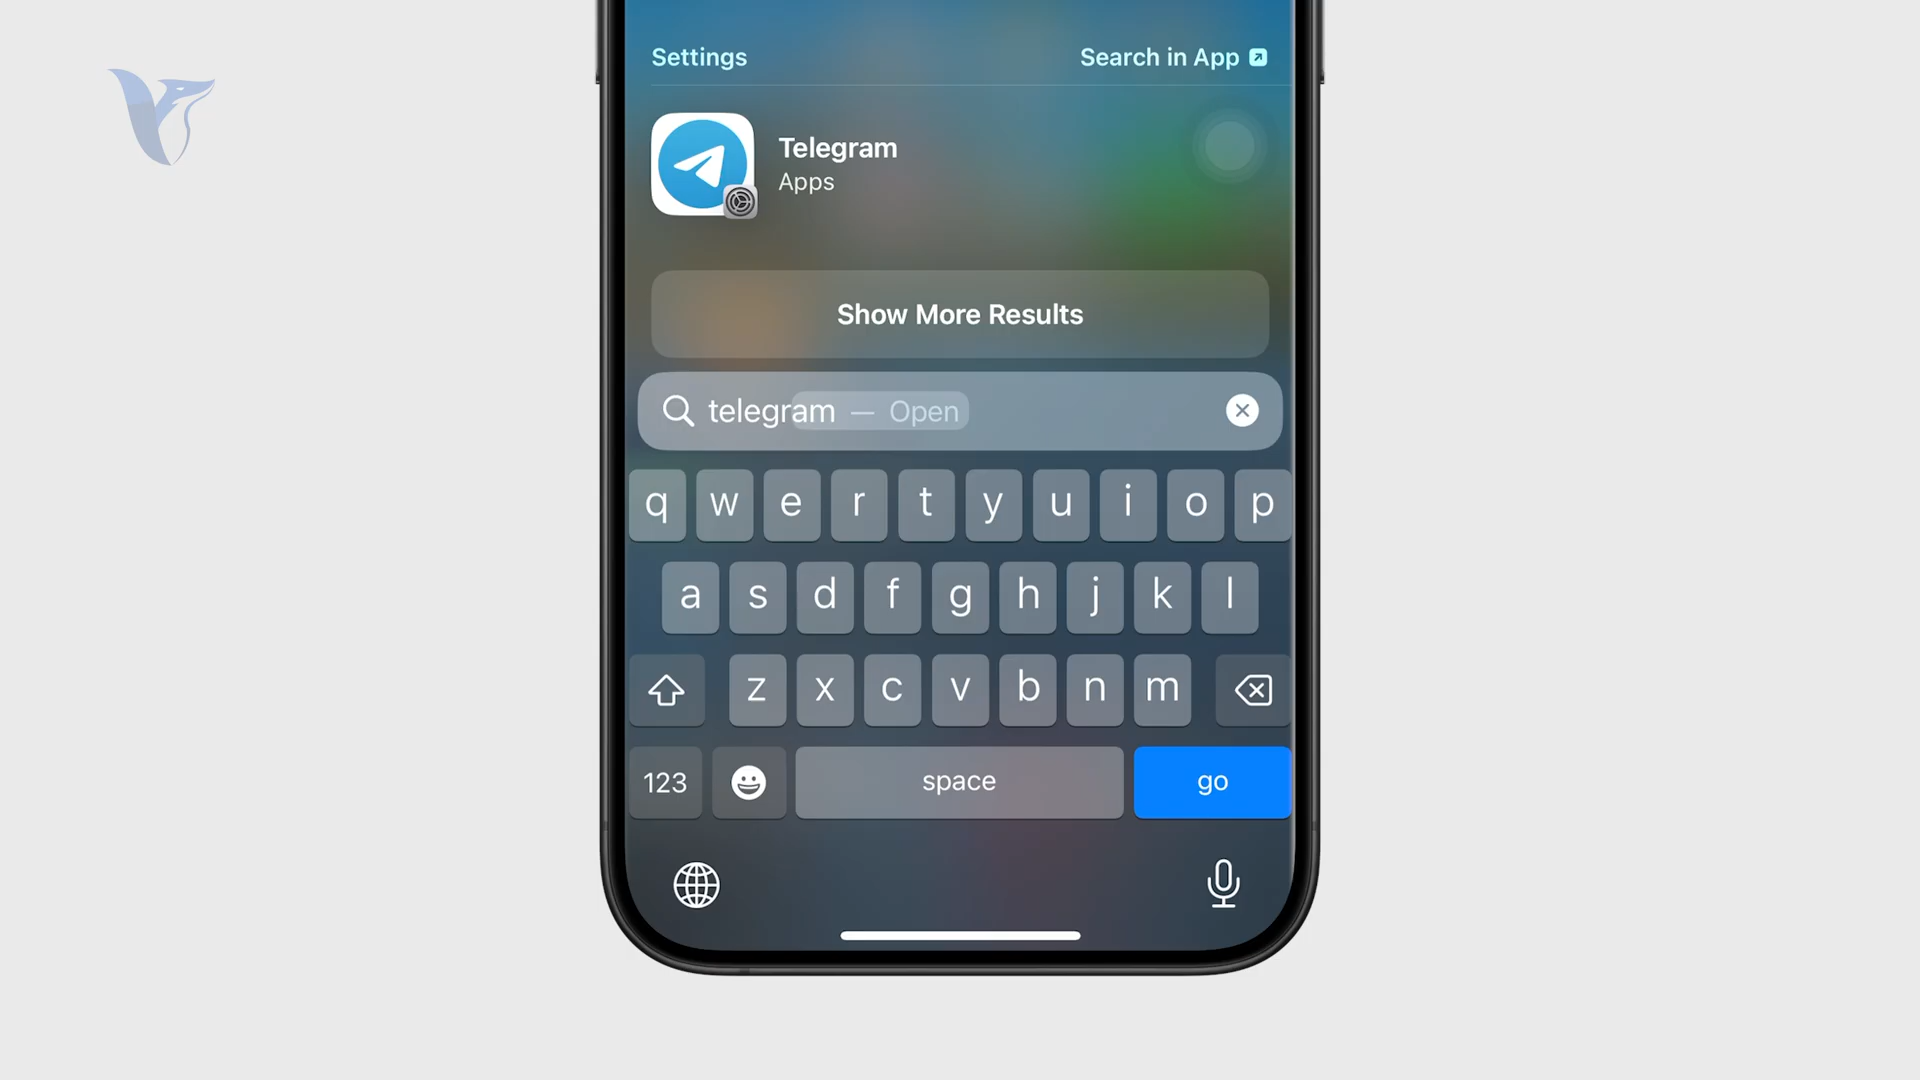 Settings
Search in App
Telegram
Apps
Show More Results
telegram — Open
q w e r t y u i o p
a s d f g h j k l
z x c v b n m
123 space go